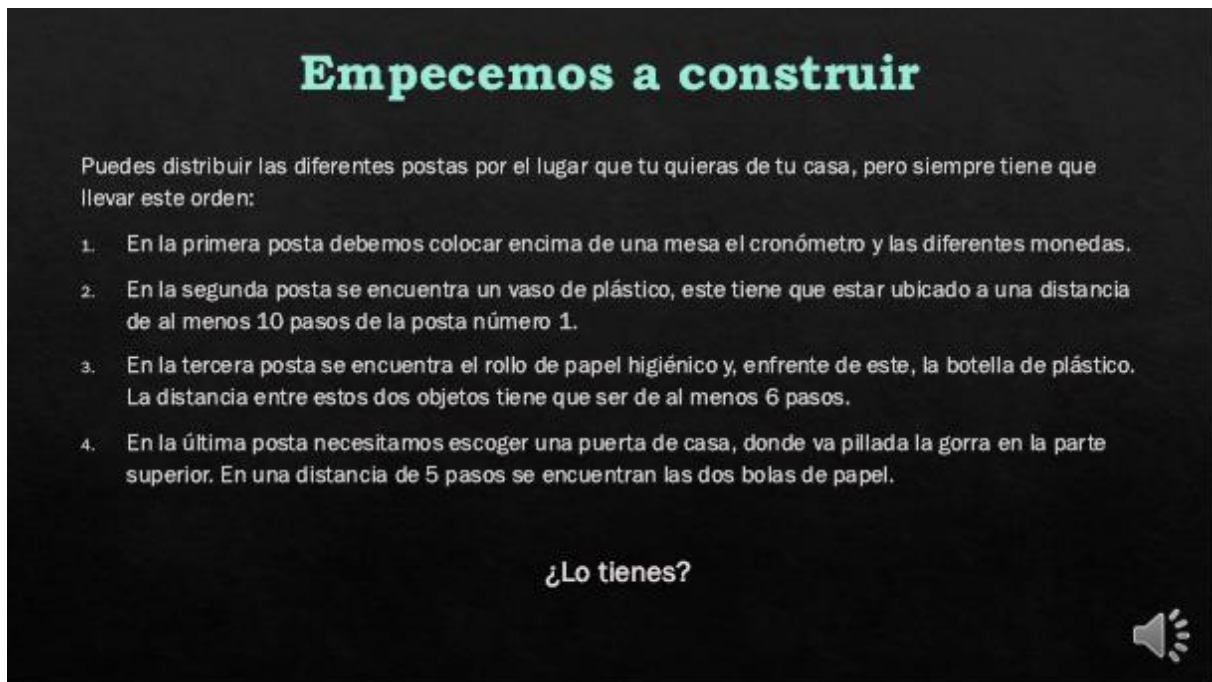 Empecemos a construir
Puedes distribuir las diferentes postas por el lugar que tu quieras de tu casa, pero siempre tiene que
llevar este orden:
1. En la primera posta debemos colocar encima de una mesa el cronómetro y las diferentes monedas.
2. En la segunda posta se encuentra un vaso de plástico, este tiene que estar ubicado a una distancia
de al menos 10 pasos de la posta número 1.
3. En la tercera posta se encuentra el rollo de papel higiénico y, enfrente de este, la botella de plástico.
La distancia entre estos dos objetos tiene que ser de al menos 6 pasos.
4. En la última posta necesitamos escoger una puerta de casa, donde va pillada la gorra en la parte
superior. En una distancia de 5 pasos se encuentran las dos bolas de papel.
¿Lo tienes?